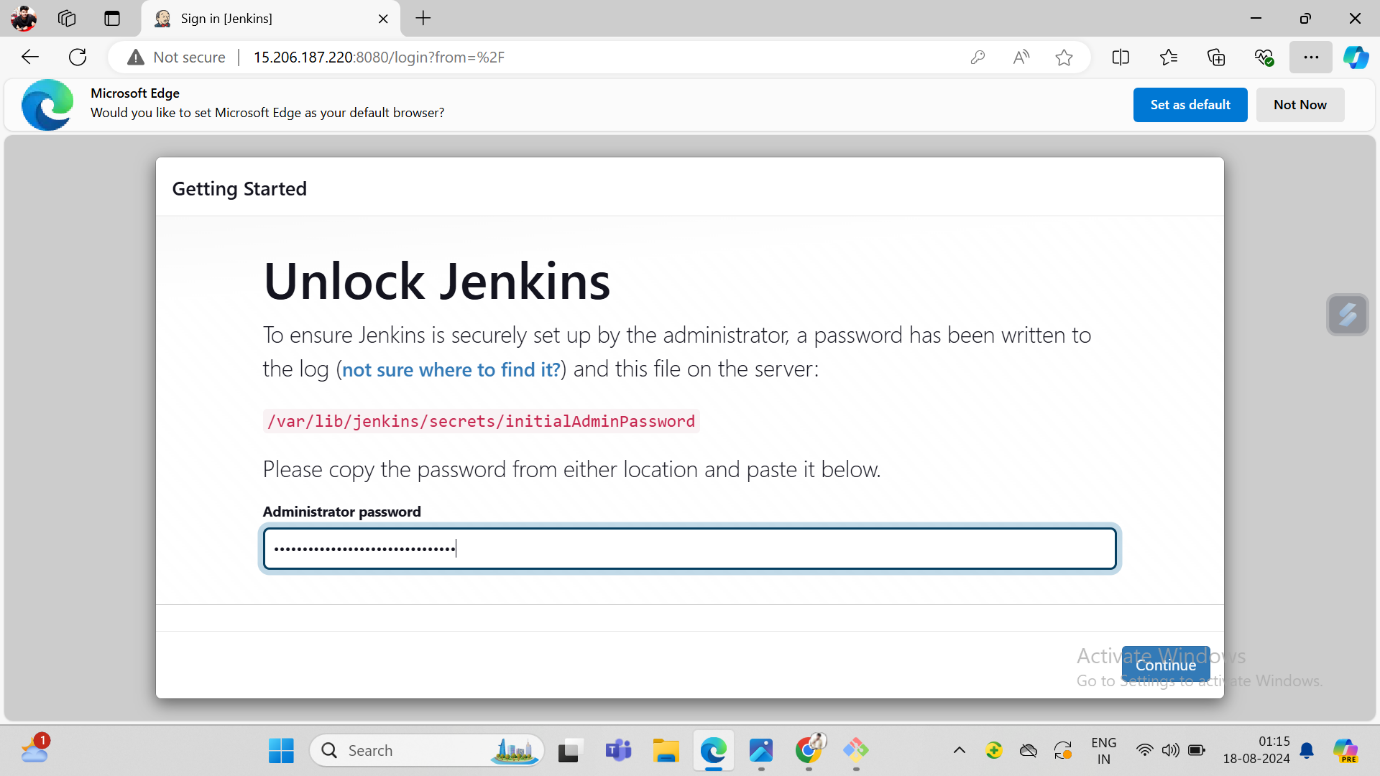 Sign in [Jenkins]
Not secure
15.206.187.220:8080/login?from=%2F
Microsoft Edge
Would you like to set Microsoft Edge as your default browser?
Set as default
Not Now
Getting Started
Unlock Jenkins
To ensure Jenkins is securely set up by the administrator, a password has been written to
the log (not sure where to find it?) and this file on the server:
/var/lib/jenkins/secrets/initialAdminPassword
Please copy the password from either location and paste it below.
Administrator password
••••••••••••••••••••••••••••••••
Activate Windows
Continue
Go to Settings to activate Windows.
1
Search
ENG
IN
01:15
18-08-2024
PRE